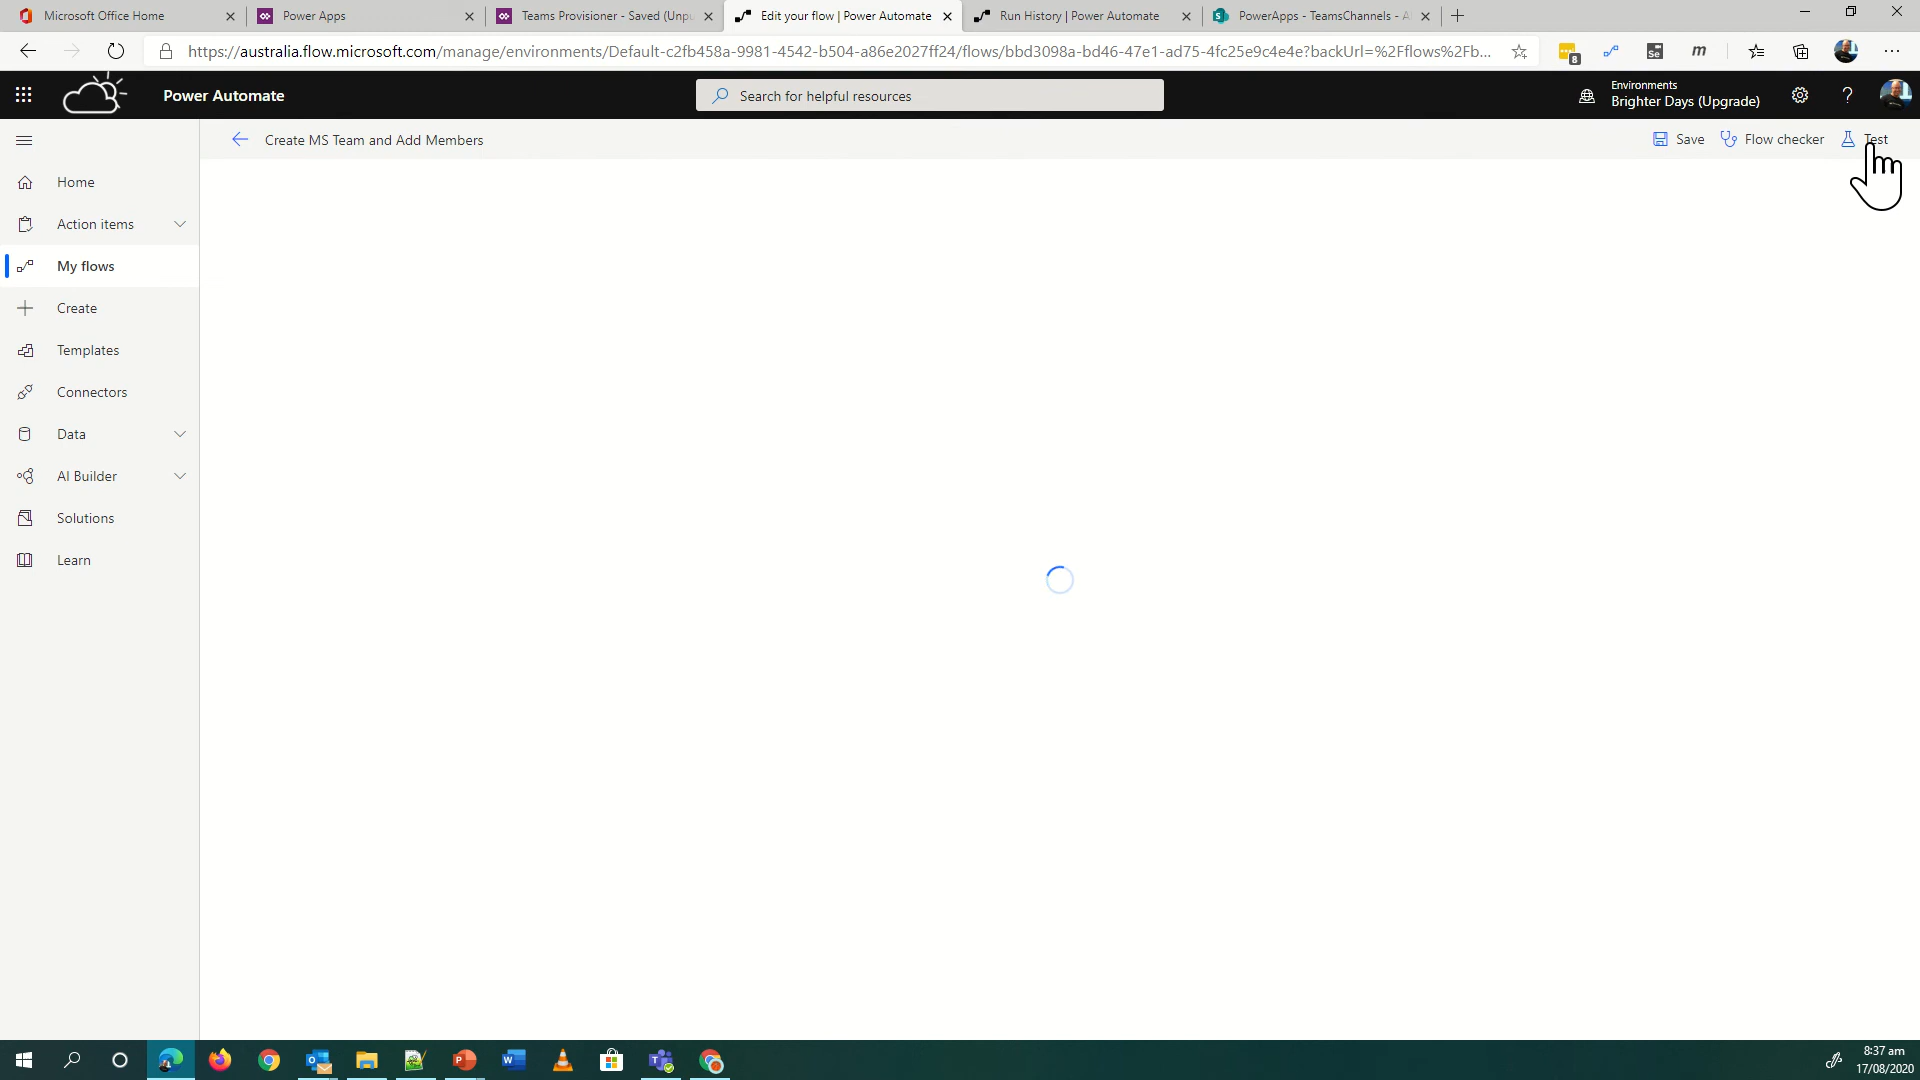 Microsoft Office Home
Power Apps
Teams Provisioner - Saved (Unpu
Edit your flow | Power Automate
Run History | Power Automate
PowerApps - TeamsChannels - A
https://australia.flow.microsoft.com/manage/environments/Default-c2fb458a-9981-4542-b504-a86e2027ff24/flows/bbd3098a-bd46-47e1-ad75-4fc25e9c4e4e?backUrl=%2Fflows%2Fb...
8
Se
m
Power Automate
Search for helpful resources
Environments
Brighter Days (Upgrade)
Create MS Team and Add Members
Save
Flow checker
Test
Home
Action items
My flows
Create
Templates
Connectors
Data
AI Builder
Solutions
Learn
8:37 am
17/08/2020